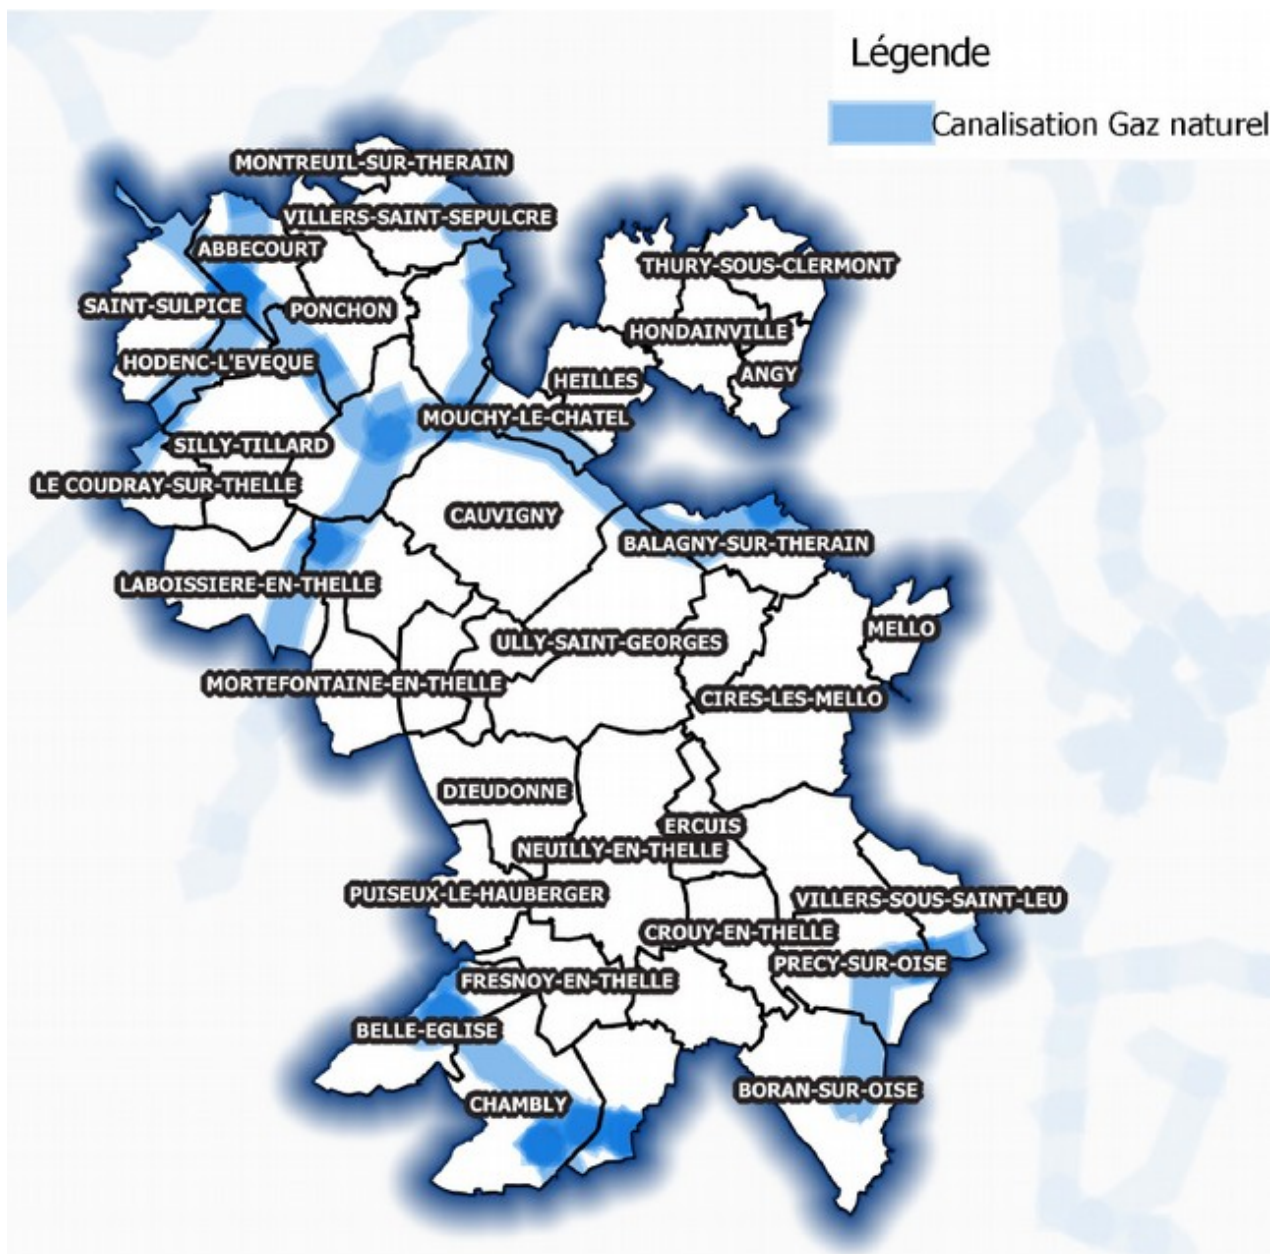 Légende
Canalisation Gaz naturel
MONTREUIL-SUR-THERAIN
VILLERS-SAINT-SEPULCRE
ABBECOURT
THURY-SOUS-CLERMONT
SAINT-SULPICE
PONCHON
HONDAINVILLE
HODENC-L'EVEQUE
HEILLES
ANGY
MOUCHY-LE-CHATEL
SILLY-TILLARD
LE COUDRAY-SUR-THELLE
CAUVIGNY
BALAGNY-SUR-THERAIN
LABOISSIERE-EN-THELLE
MELLO
ULLY-SAINT-GEORGES
MORTEFONTAINE-EN-THELLE
CIRES-LES-MELLO
DIEUDONNE
ERCUIS
NEUILLY-EN-THELLE
PUISEUX-LE-HAUBERGER
VILLERS-SOUS-SAINT-LEU
CROUY-EN-THELLE
PRECY-SUR-OISE
FRESNOY-EN-THELLE
BELLE-EGLISE
BORAN-SUR-OISE
CHAMBLY